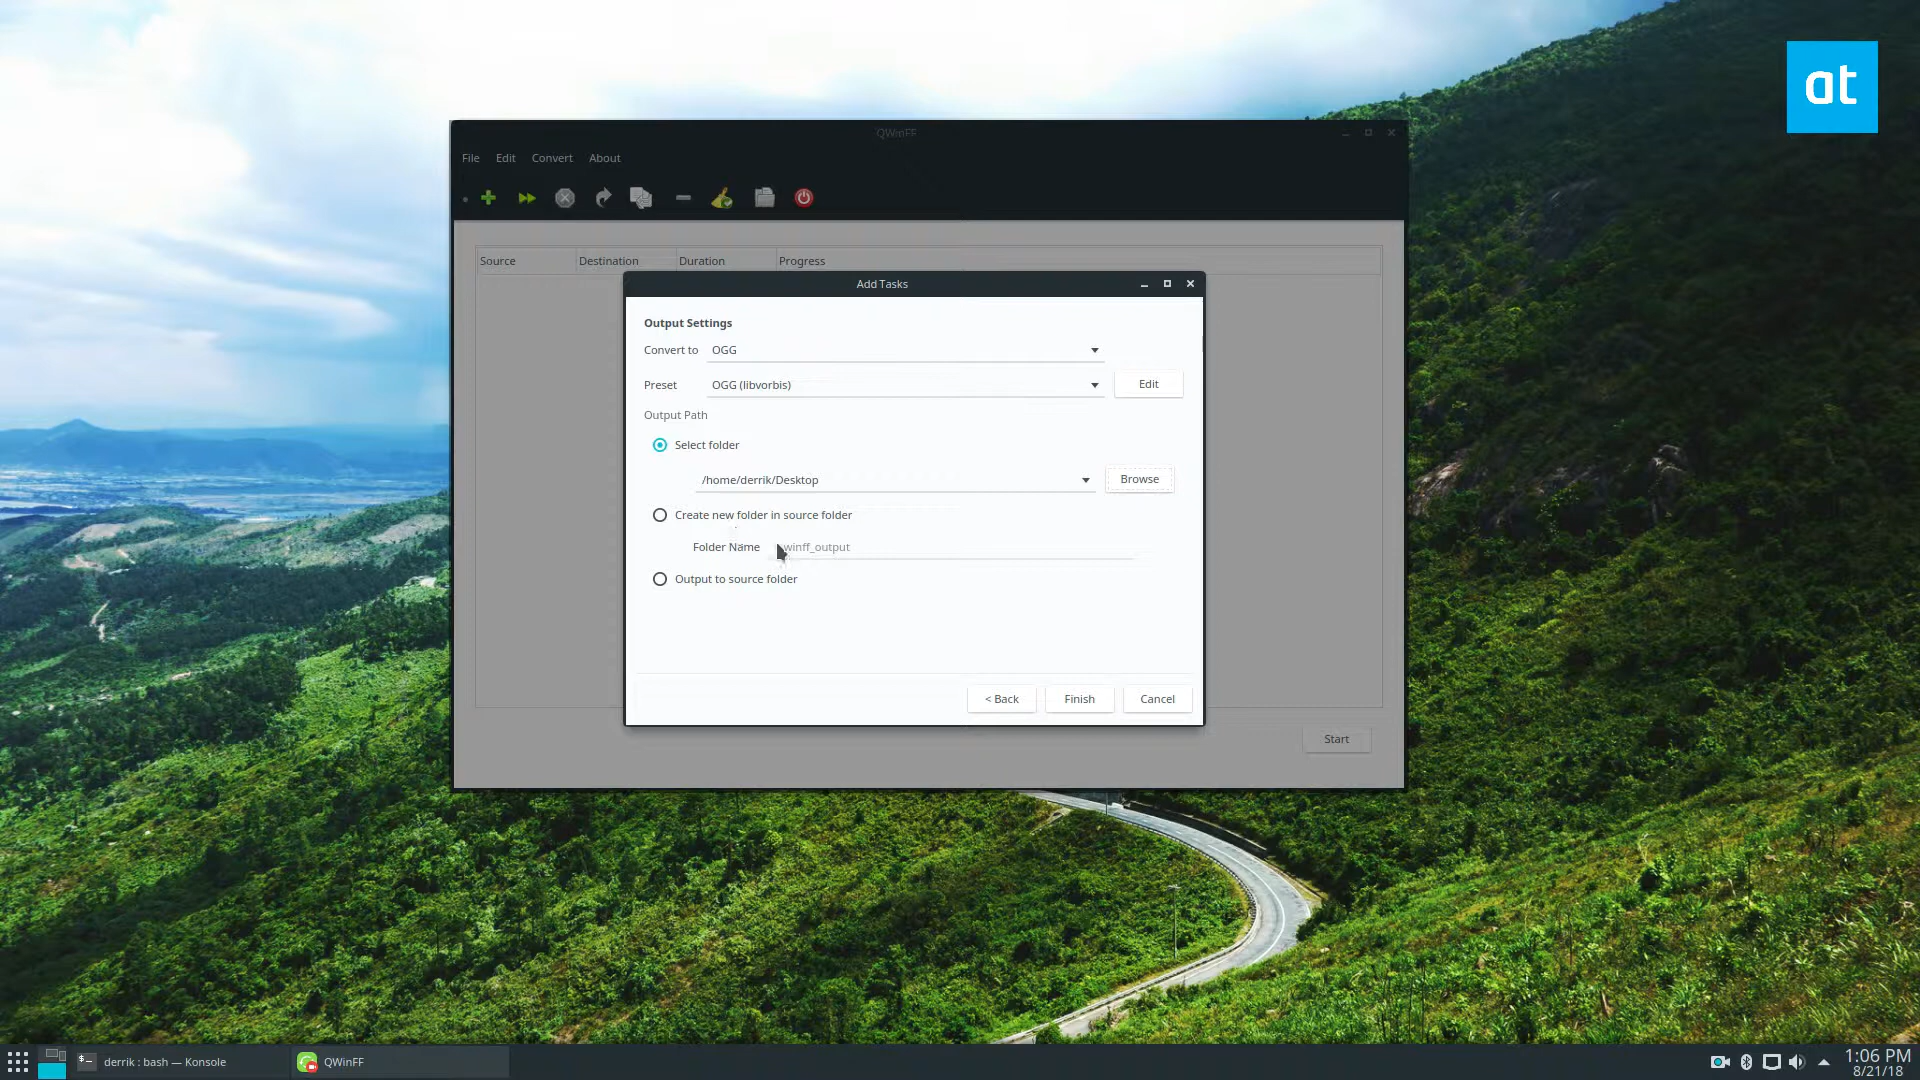 at
QWinFF
File Edit Convert About
Source Destination Duration Progress
Add Tasks
Output Settings
Convert to OGG
Preset OGG (libvorbis) Edit
Output Path
Select folder
/home/derrik/Desktop Browse
Create new folder in source folder
Folder Name winff_output
Output to source folder
< Back Finish Cancel
Start
derrik : bash — Konsole QWinFF
1:06 PM
8/21/18